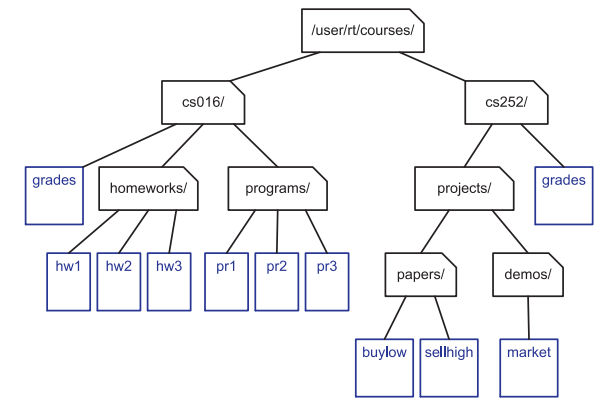 /user/rt/courses/
cs016/
cs252/
grades
homeworks/
programs/
projects/
grades
hw1
hw2
hw3
pr1
pr2
pr3
papers/
demos/
buylow
sellhigh
market